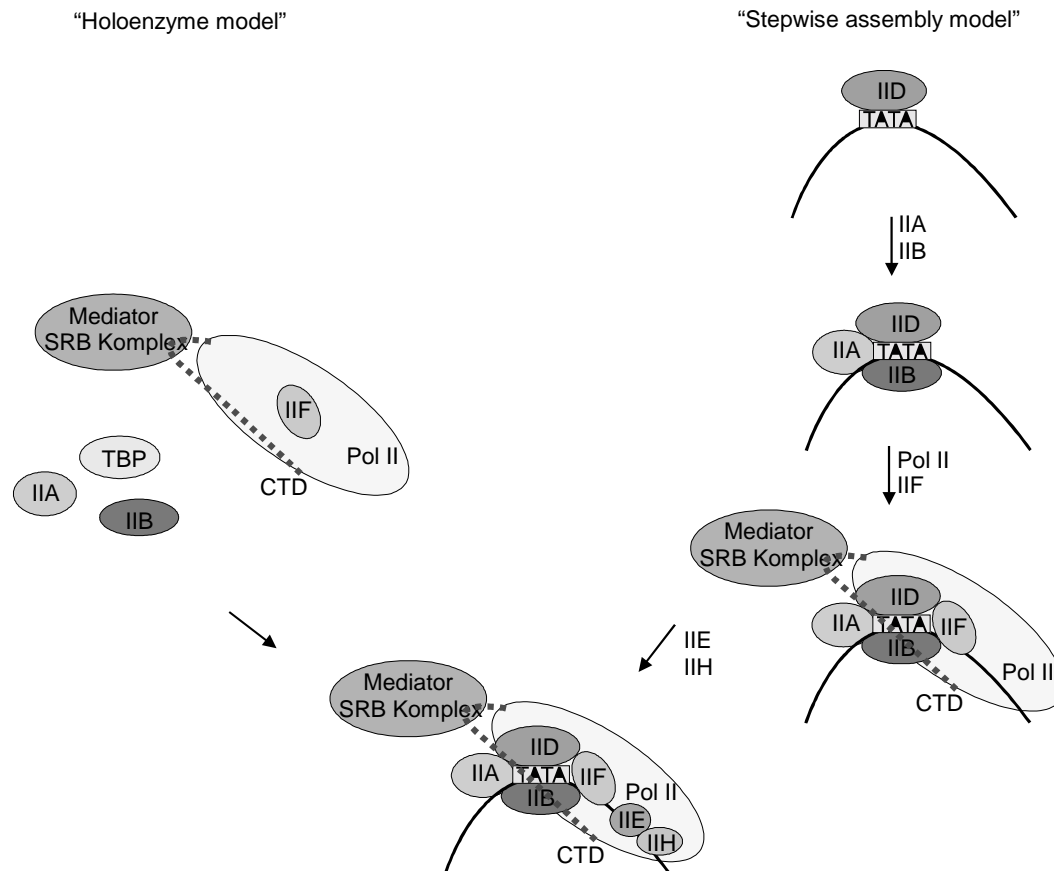 “Holoenzyme model”
“Stepwise assembly model”
IID
TATA
IIA
IIB
Mediator
SRB Komplex
IIF
Pol II
CTD
TBP
IIA
IIB
IID
IIA
TATA
IIB
Pol II
IIF
Mediator
SRB Komplex
IID
IIA
TATA
IIF
IIB
Pol II
CTD
IIE
IIH
Mediator
SRB Komplex
IID
IIA
TATA
IIF
IIB
Pol II
IIE
IIH
CTD